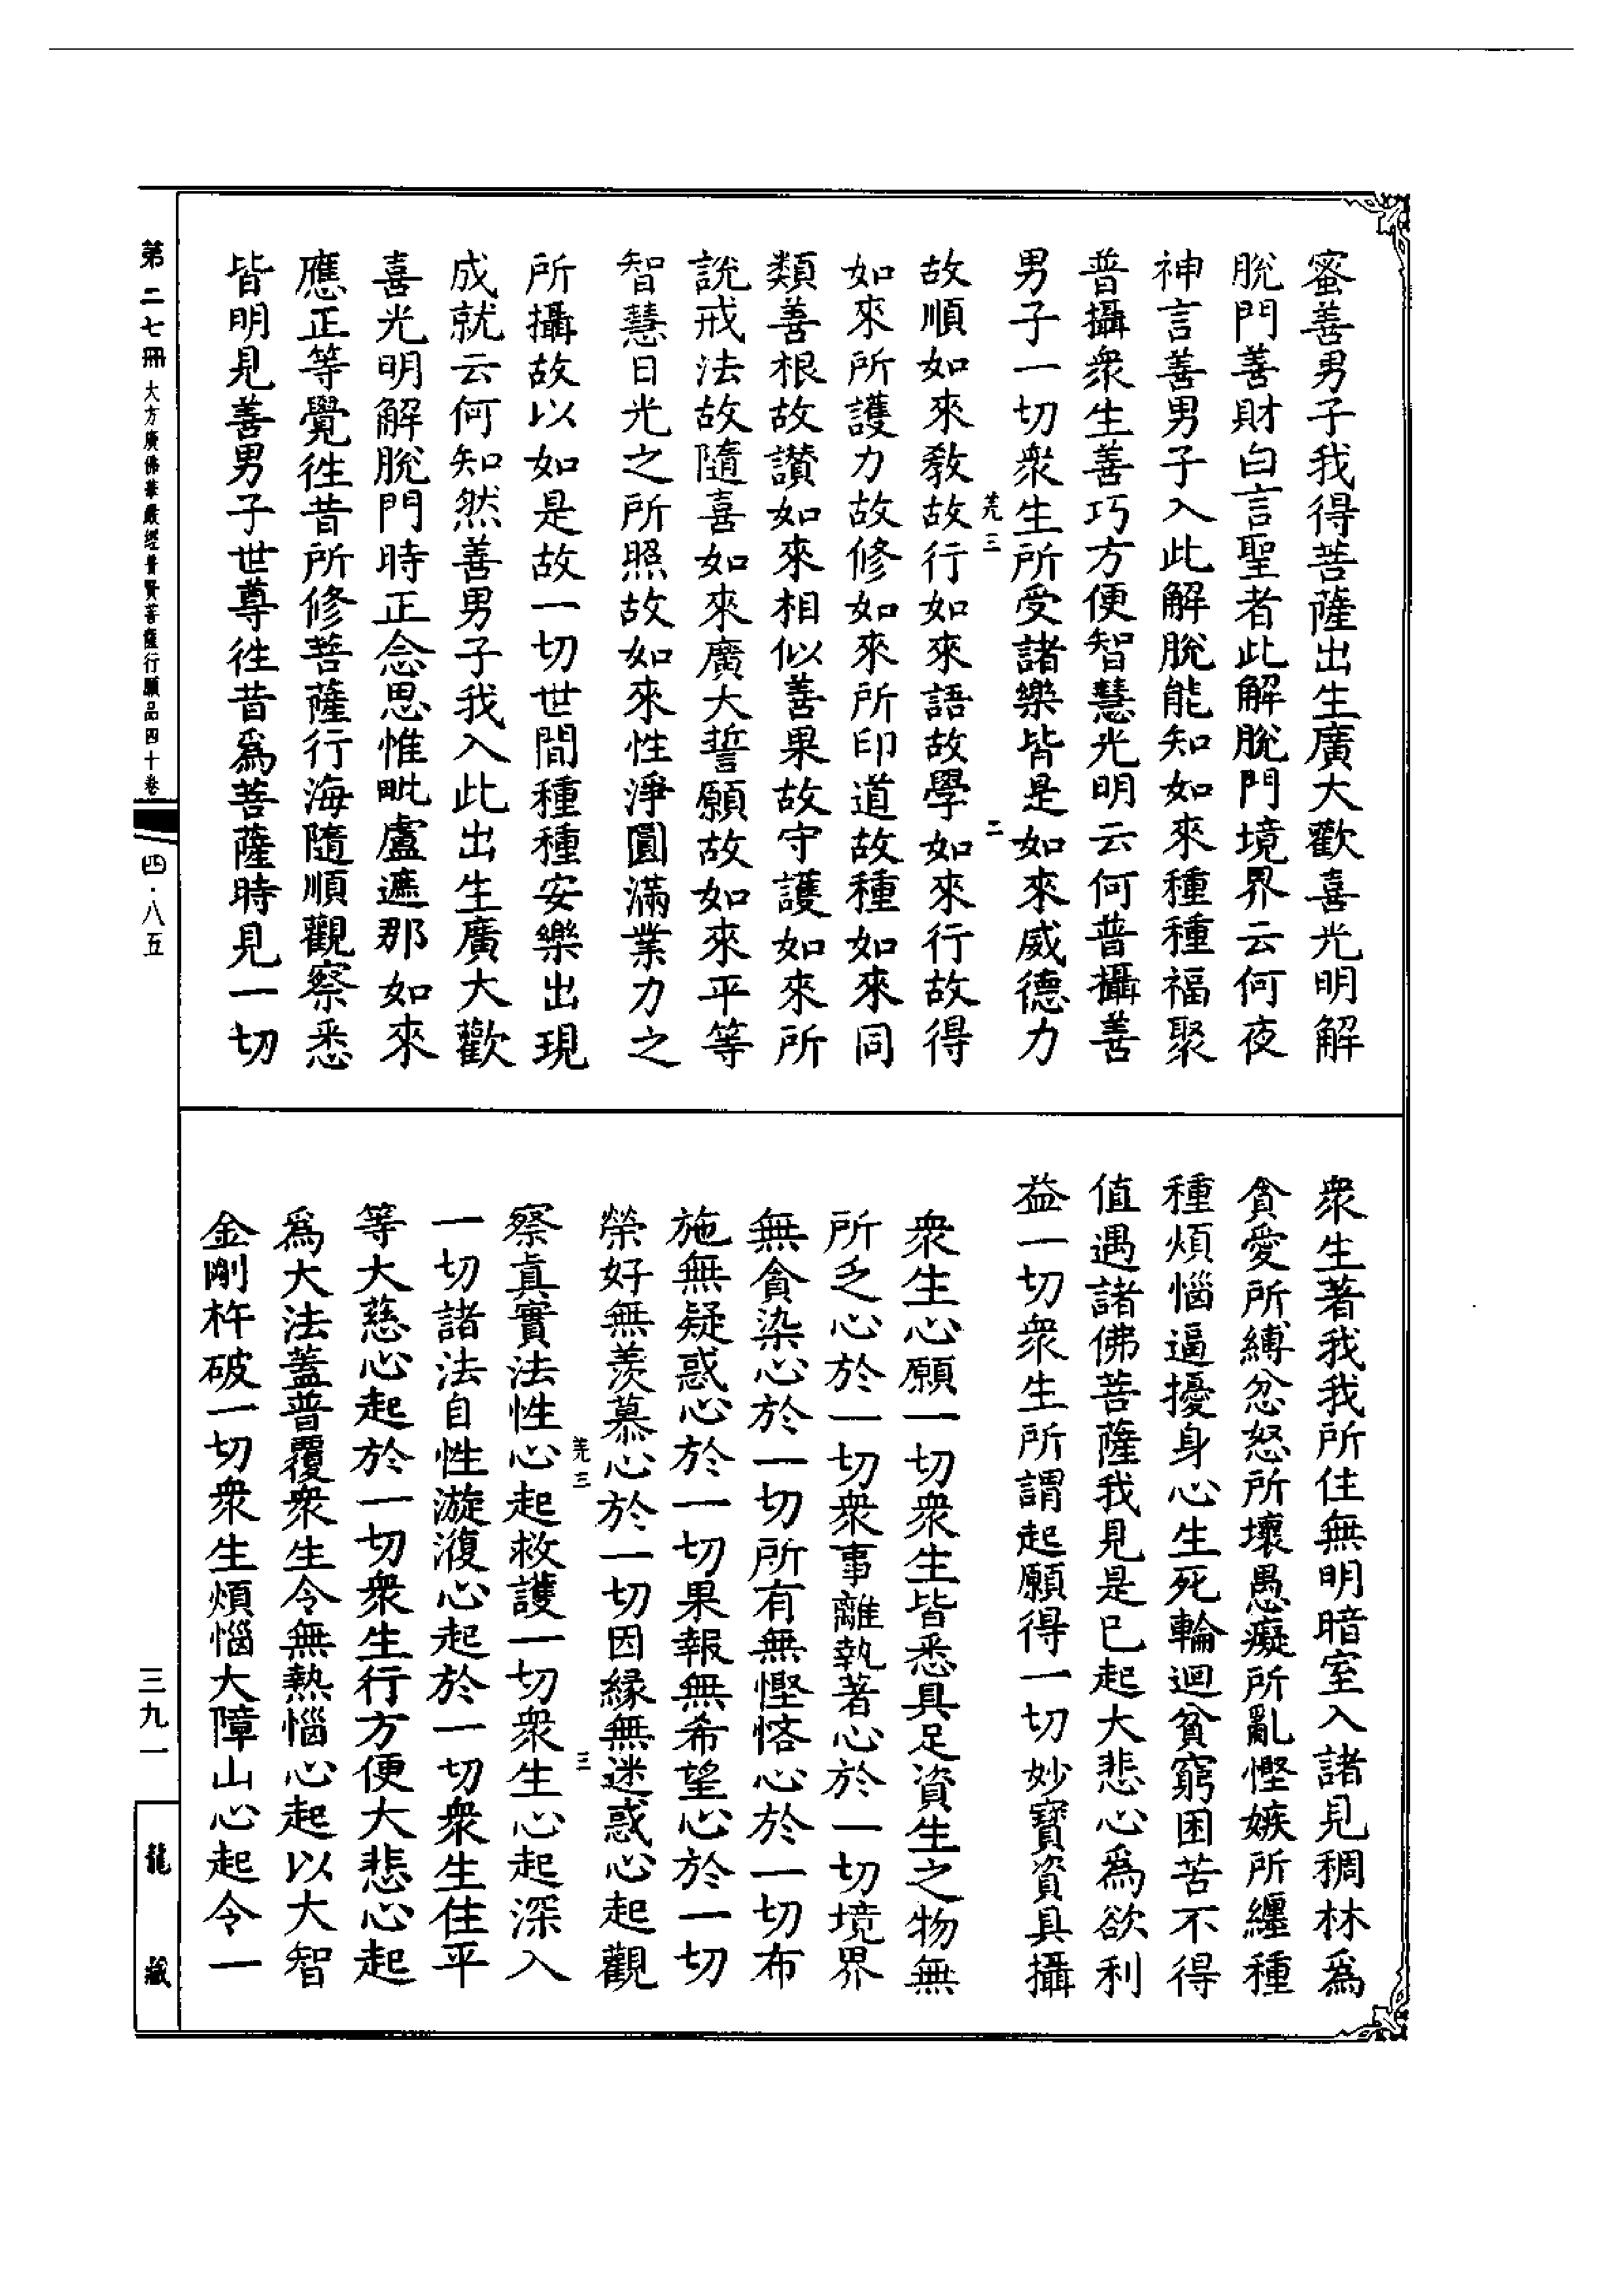 蜜善男子我得菩薩出生廣大歡喜光明解
脫門善財白言聖者此解脫門境界云何夜
神言善男子入此解脫能知如來種種福聚
普攝衆生善巧方便智慧光明云何普攝善
男子一切衆生所受諸樂皆是如來威德力
羌三
二
故順如來教故行如來語故學如來行故得
如來所護力故修如來所印道故種如來同
類善根故讃如來相似善果故守護如來所
說戒法故隨喜如來廣大誓願故如來平等
智慧日光之所照故如來性淨圓滿業力之
所攝故以如是故一切世間種種安樂出現
成就云何知然善男子我入此出生廣大歡
喜光明解脫門時正念思惟毗盧遮那如來
應正等覺徃昔所修菩薩行海隨順觀察悉
皆明見善男子世尊徃昔爲菩薩時見一切
衆生著我我所住無明暗室入諸見稠林爲
貪愛所縛忿怒所壞愚癡所亂慳嫉所纒種
種煩惱逼擾身心生死輪迴貧窮困苦不得
值遇諸佛菩薩我見是已起大悲心爲欲利
益一切衆生所謂起願得一切妙寳資具攝
衆生心願一切衆生皆悉具足資生之物無
所乏心於一切衆事離執著心於一切境界
無貪染心於一切所有無慳悋心於一切布
施無疑惑心於一切果報無希望心於一切
榮好無羨慕心於一切因緣無迷惑心起觀
羌三
三
察眞實法性心起救護一切衆生心起深入
一切諸法自性漩澓心起於一切衆生住平
等大慈心起於一切衆生行方便大悲心起
爲大法蓋普覆衆生令無熱惱心起以大智
金剛杵破一切衆生煩惱大障山心起令一
第二七冊 大方廣佛華嚴經普賢菩薩行願品四十卷
四·八五
三九一
龍藏